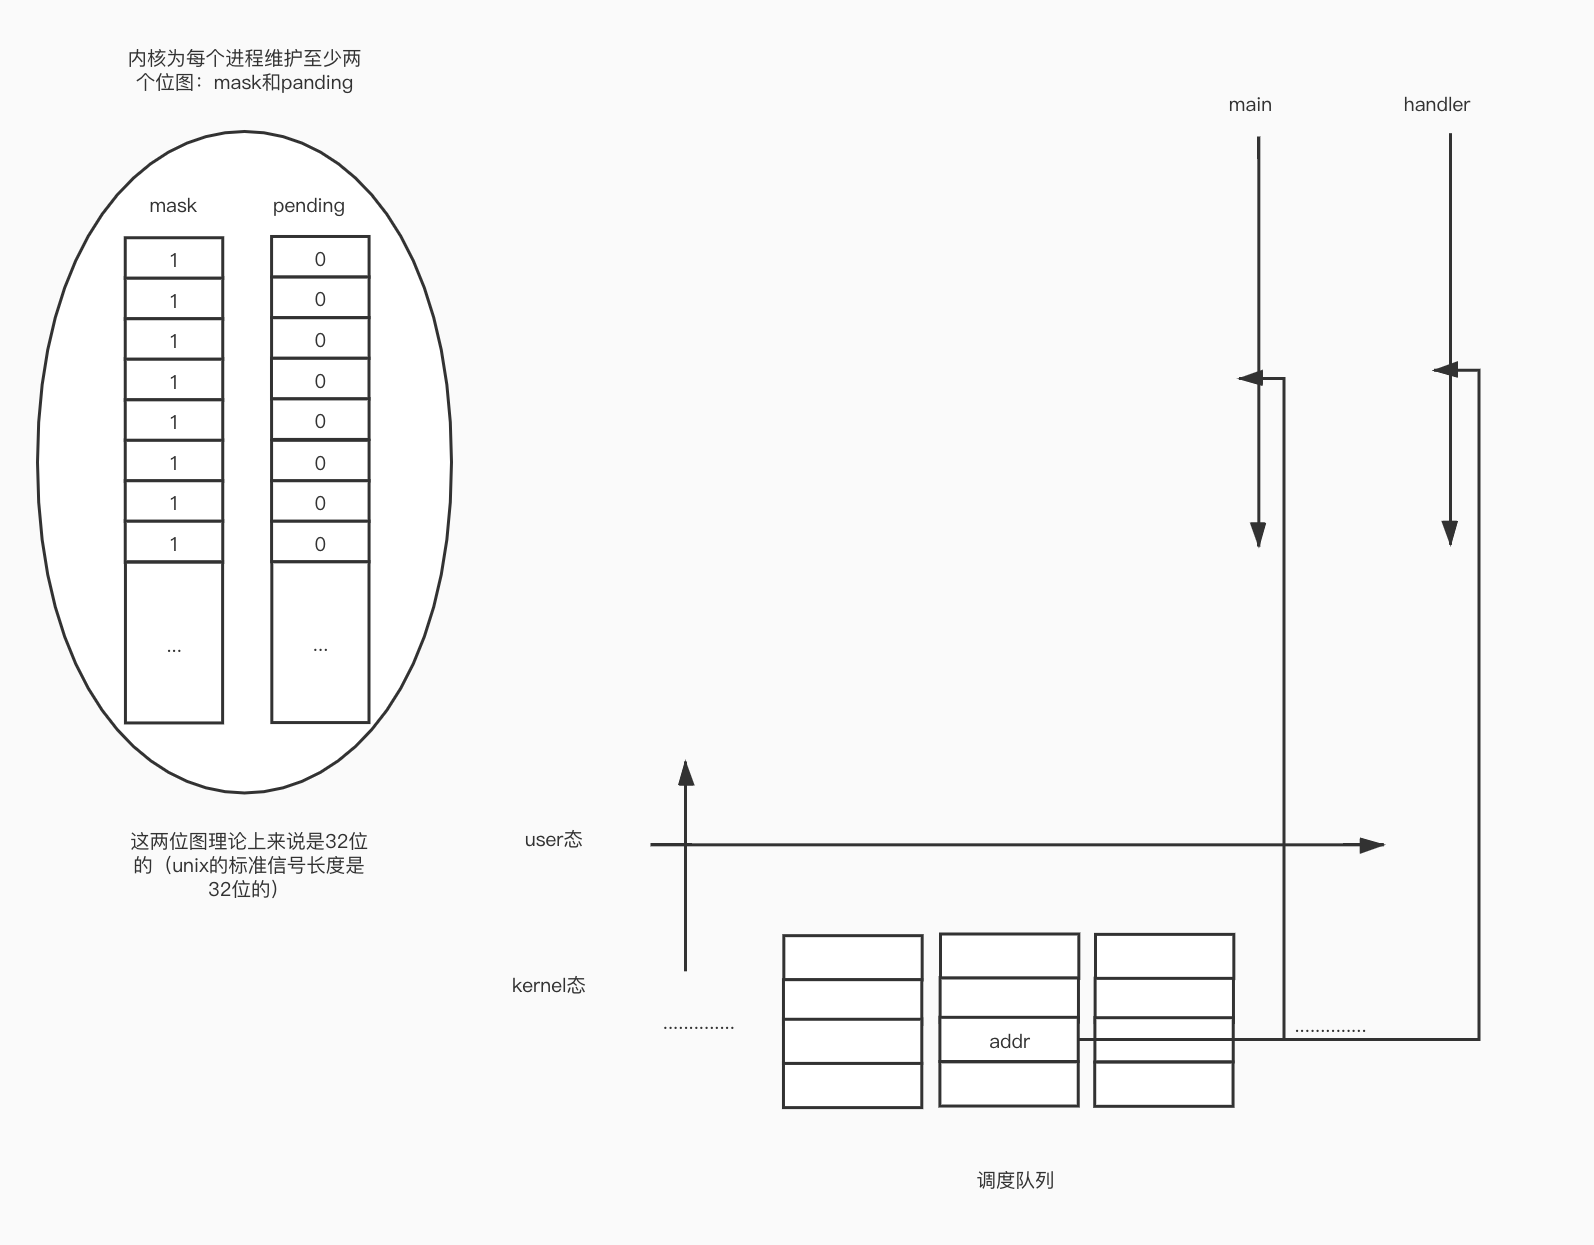 内核为每个进程维护至少两
个位图：mask和panding
mask
pending
1
1
1
1
1
1
1
1
...
0
0
0
0
0
0
0
0
...
这两位图理论上来说是32位
的（unix的标准信号长度是
32位的）
main
handler
user态
kernel态
..............
addr
..............
调度队列